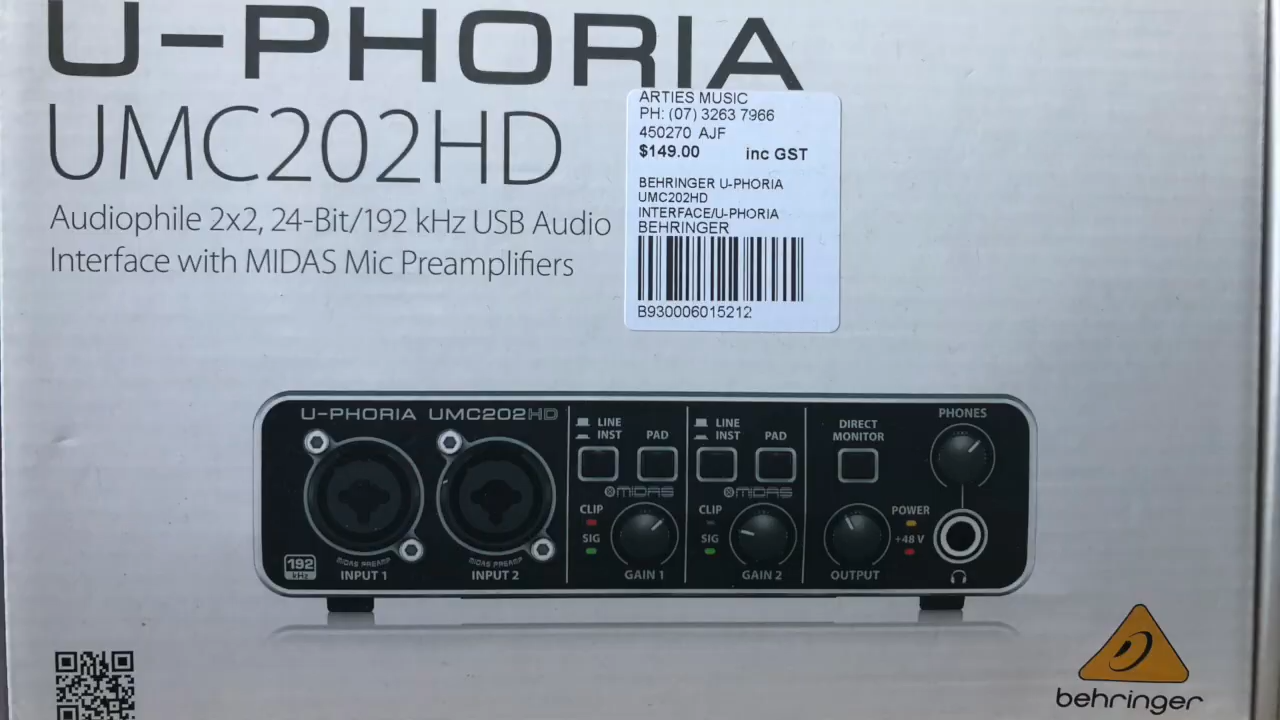 U-PHORIA
UMC202HD
Audiophile 2x2, 24-Bit/192 kHz USB Audio
Interface with MIDAS Mic Preamplifiers
ARTIES MUSIC
PH: (07) 3263 7966
450270 AJF
$149.00 inc GST
BEHRINGER U-PHORIA
UMC202HD
INTERFACE/U-PHORIA
BEHRINGER
B930006015212
U-PHORIA UMC202HD
LINE
INST
PAD
LINE
INST
PAD
DIRECT
MONITOR
PHONES
MIDAS
MIDAS
CLIP
SIG
CLIP
SIG
POWER
+48 V
192
kHz
MIDAS PREAMP
INPUT 1
MIDAS PREAMP
INPUT 2
GAIN 1
GAIN 2
OUTPUT
behringer